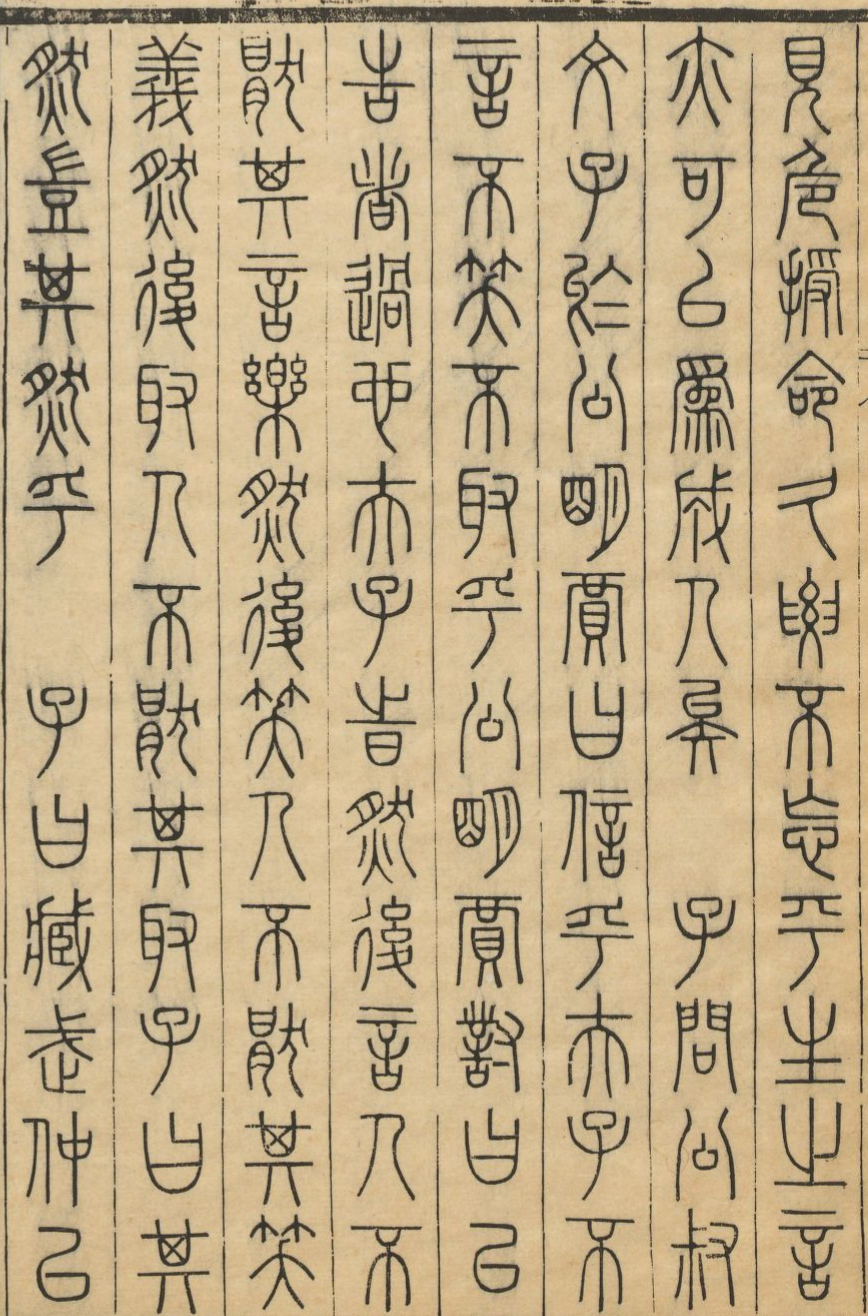 見危授命久要不忘平生之言
亦可以爲成人矣　子問公叔
文子於公明賈曰信乎夫子不
言不笑不取乎公明賈對曰以
告者過也夫子時然後言人不
厭其言樂然後笑人不厭其笑
義然後取人不厭其取子曰其
然豈其然乎　子曰臧武仲以